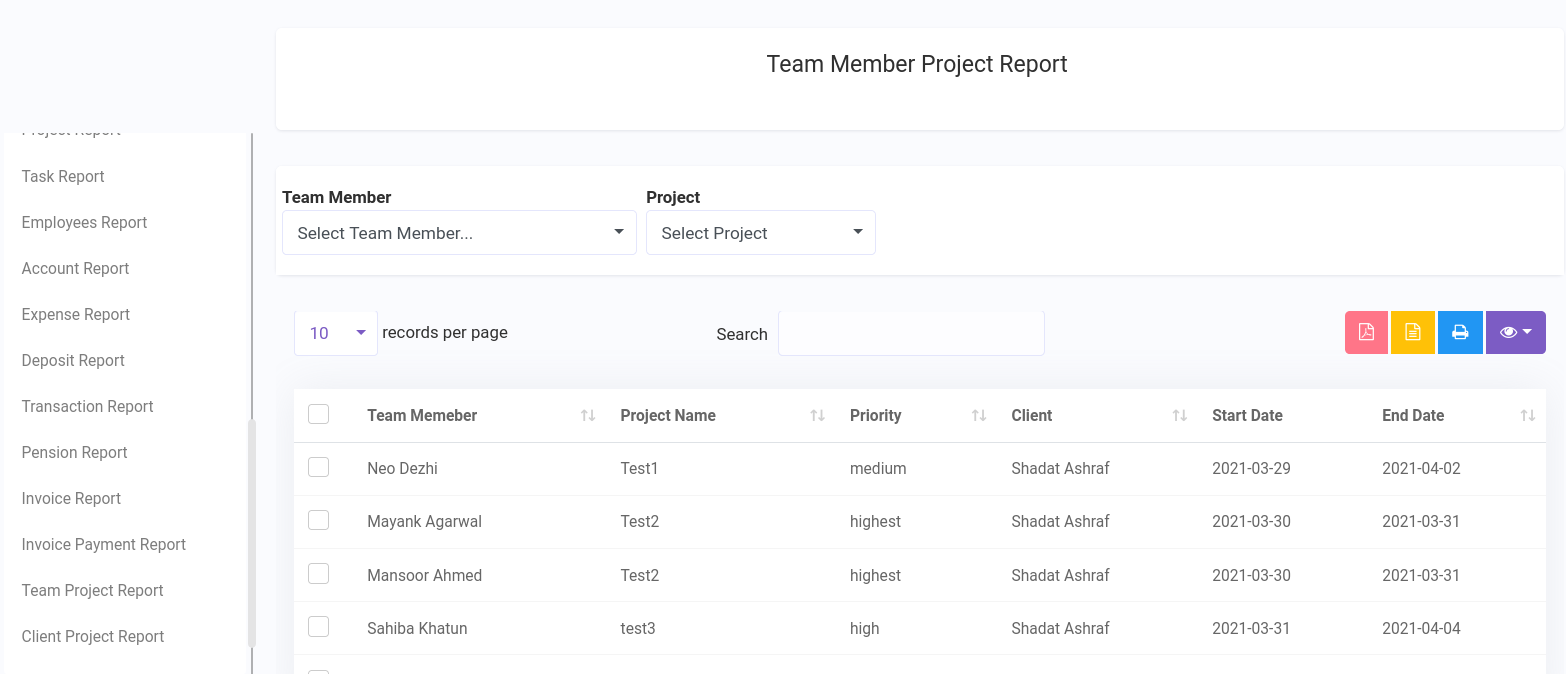 Team Member Project Report
Project Report
Task Report
Employees Report
Account Report
Expense Report
Deposit Report
Transaction Report
Pension Report
Invoice Report
Invoice Payment Report
Team Project Report
Client Project Report
Team Member Project
Select Team Member... Select Project
10 records per page Search
Team Memeber Project Name Priority Client Start Date End Date
Neo Dezhi Test1 medium Shadat Ashraf 2021-03-29 2021-04-02
Mayank Agarwal Test2 highest Shadat Ashraf 2021-03-30 2021-03-31
Mansoor Ahmed Test2 highest Shadat Ashraf 2021-03-30 2021-03-31
Sahiba Khatun test3 high Shadat Ashraf 2021-03-31 2021-04-04